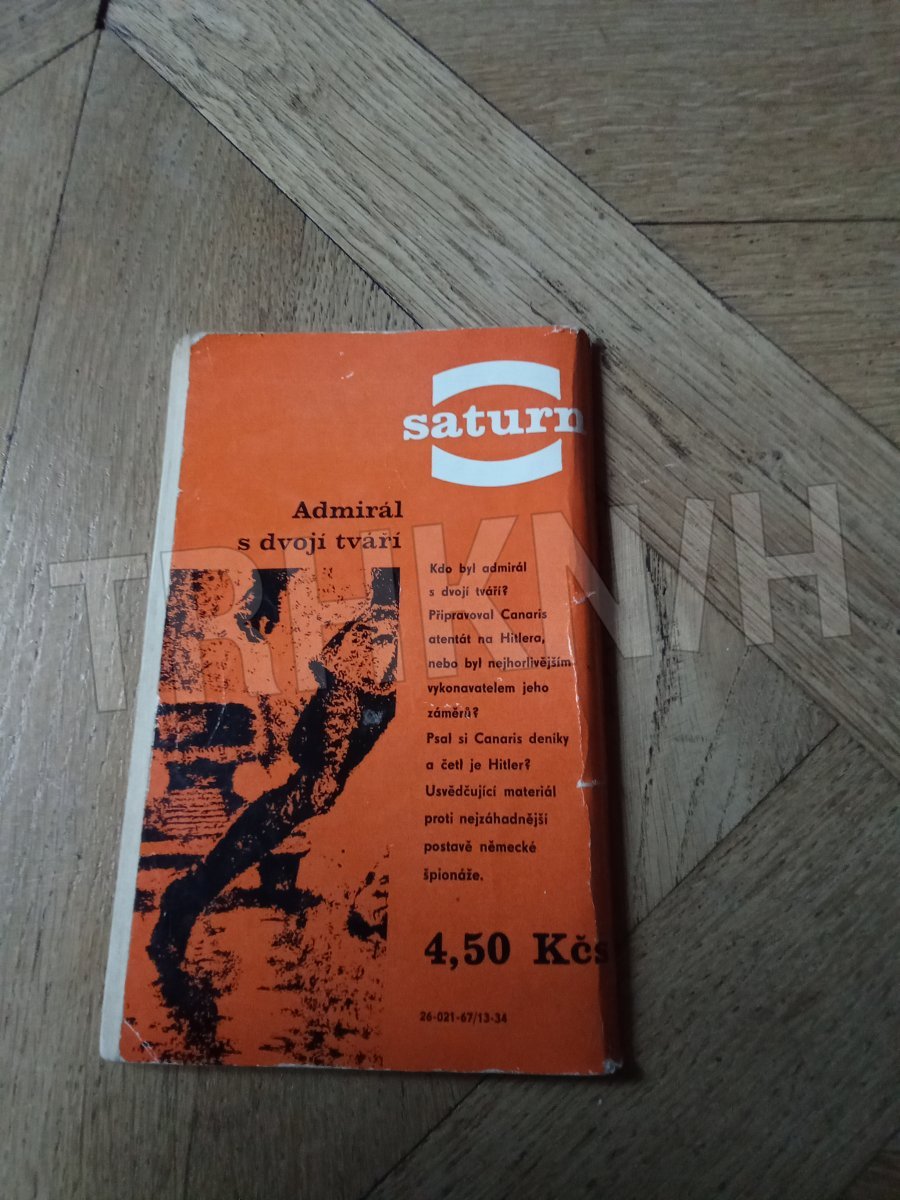 saturn
Admirál
s dvojí tváří
Kdo byl admirál
s dvojí tváří?
Připravoval Canaris
atentát na Hitlera,
nebo byl nejhorlivějším
vykonavatelem jeho
záměrů?
Psal si Canaris deníky
a četl je Hitler?
Usvědčující materiál
proti nejzáhadnější
postavě německé
špionáže.
4,50 Kčs
26-021-67/13-34
TRHKNIH